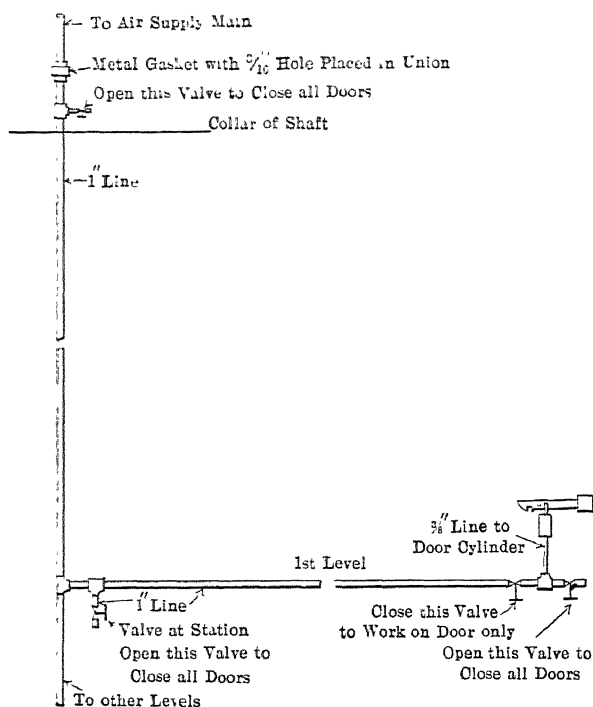 To Air Supply Main
Metal Gasket with 3/16" Hole Placed in Union
Open this Valve to Close all Doors
Collar of Shaft
1" Line
3/8" Line to
Door Cylinder
1st Level
1" Line
Valve at Station
Open this Valve to
Close all Doors
Close this Valve
to Work on Door only
Open this Valve to
Close all Doors
To other Levels